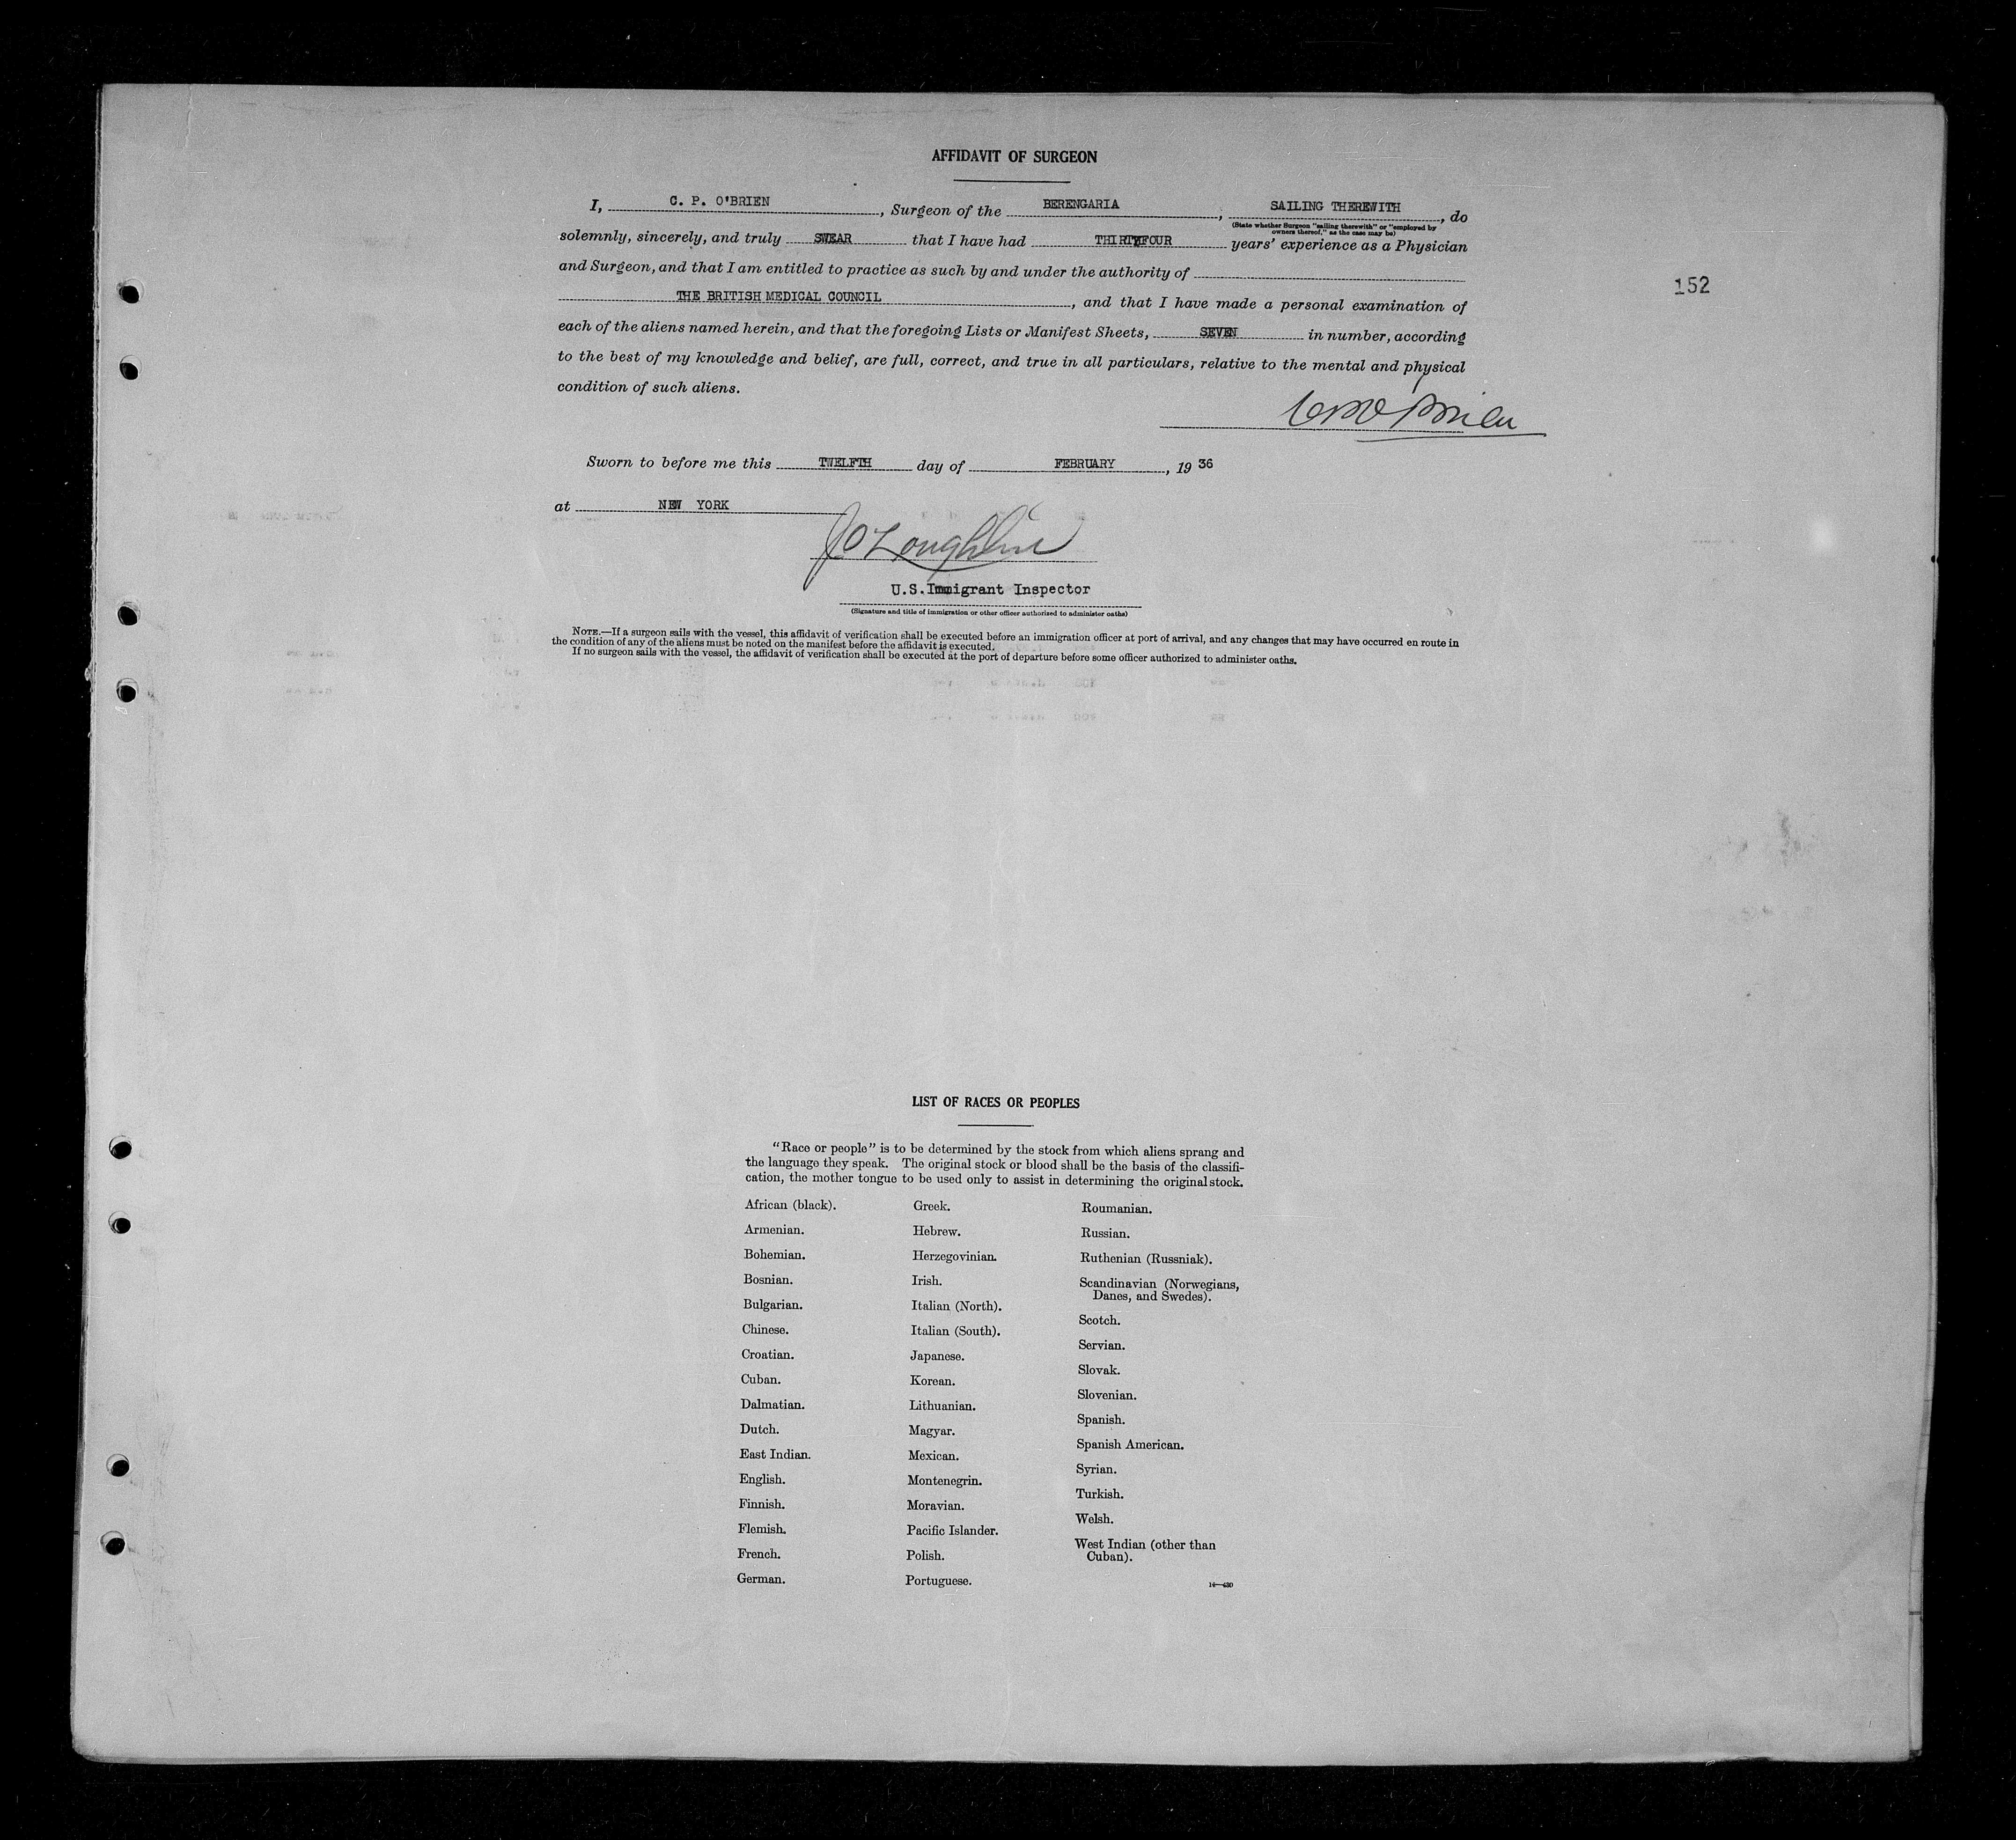 AFFIDAVIT OF SURGEON
I, C. P. O'BRIEN, Surgeon of the BERENGARIA, SAILING THEREWITH, do
(State whether Surgeon "sailing therewith" or "employed by
owners thereof," as the case may be)
solemnly, sincerely, and truly SWEAR that I have had THIRTYFOUR years' experience as a Physician
and Surgeon, and that I am entitled to practice as such by and under the authority of
THE BRITISH MEDICAL COUNCIL, and that I have made a personal examination of
152
each of the aliens named herein, and that the foregoing Lists or Manifest Sheets, SEVEN in number, according
to the best of my knowledge and belief, are full, correct, and true in all particulars, relative to the mental and physical
condition of such aliens.
C P O'Brien
Sworn to before me this TWELFTH day of FEBRUARY, 1936
at NEW YORK
J O'Loughlin
U.S.Immigrant Inspector
(Signature and title of immigration or other officer authorized to administer oaths)
NOTE.—If a surgeon sails with the vessel, this affidavit of verification shall be executed before an immigration officer at port of arrival, and any changes that may have occurred en route in
the condition of any of the aliens must be noted on the manifest before the affidavit is executed.
If no surgeon sails with the vessel, the affidavit of verification shall be executed at the port of departure before some officer authorized to administer oaths.
LIST OF RACES OR PEOPLES
"Race or people" is to be determined by the stock from which aliens sprang and
the language they speak. The original stock or blood shall be the basis of the classifi-
cation, the mother tongue to be used only to assist in determining the original stock.
African (black).
Armenian.
Bohemian.
Bosnian.
Bulgarian.
Chinese.
Croatian.
Cuban.
Dalmatian.
Dutch.
East Indian.
English.
Finnish.
Flemish.
French.
German.
Greek.
Hebrew.
Herzegovinian.
Irish.
Italian (North).
Italian (South).
Japanese.
Korean.
Lithuanian.
Magyar.
Mexican.
Montenegrin.
Moravian.
Pacific Islander.
Polish.
Portuguese.
Roumanian.
Russian.
Ruthenian (Russniak).
Scandinavian (Norwegians,
Danes, and Swedes).
Scotch.
Servian.
Slovak.
Slovenian.
Spanish.
Spanish American.
Syrian.
Turkish.
Welsh.
West Indian (other than
Cuban).
14—430